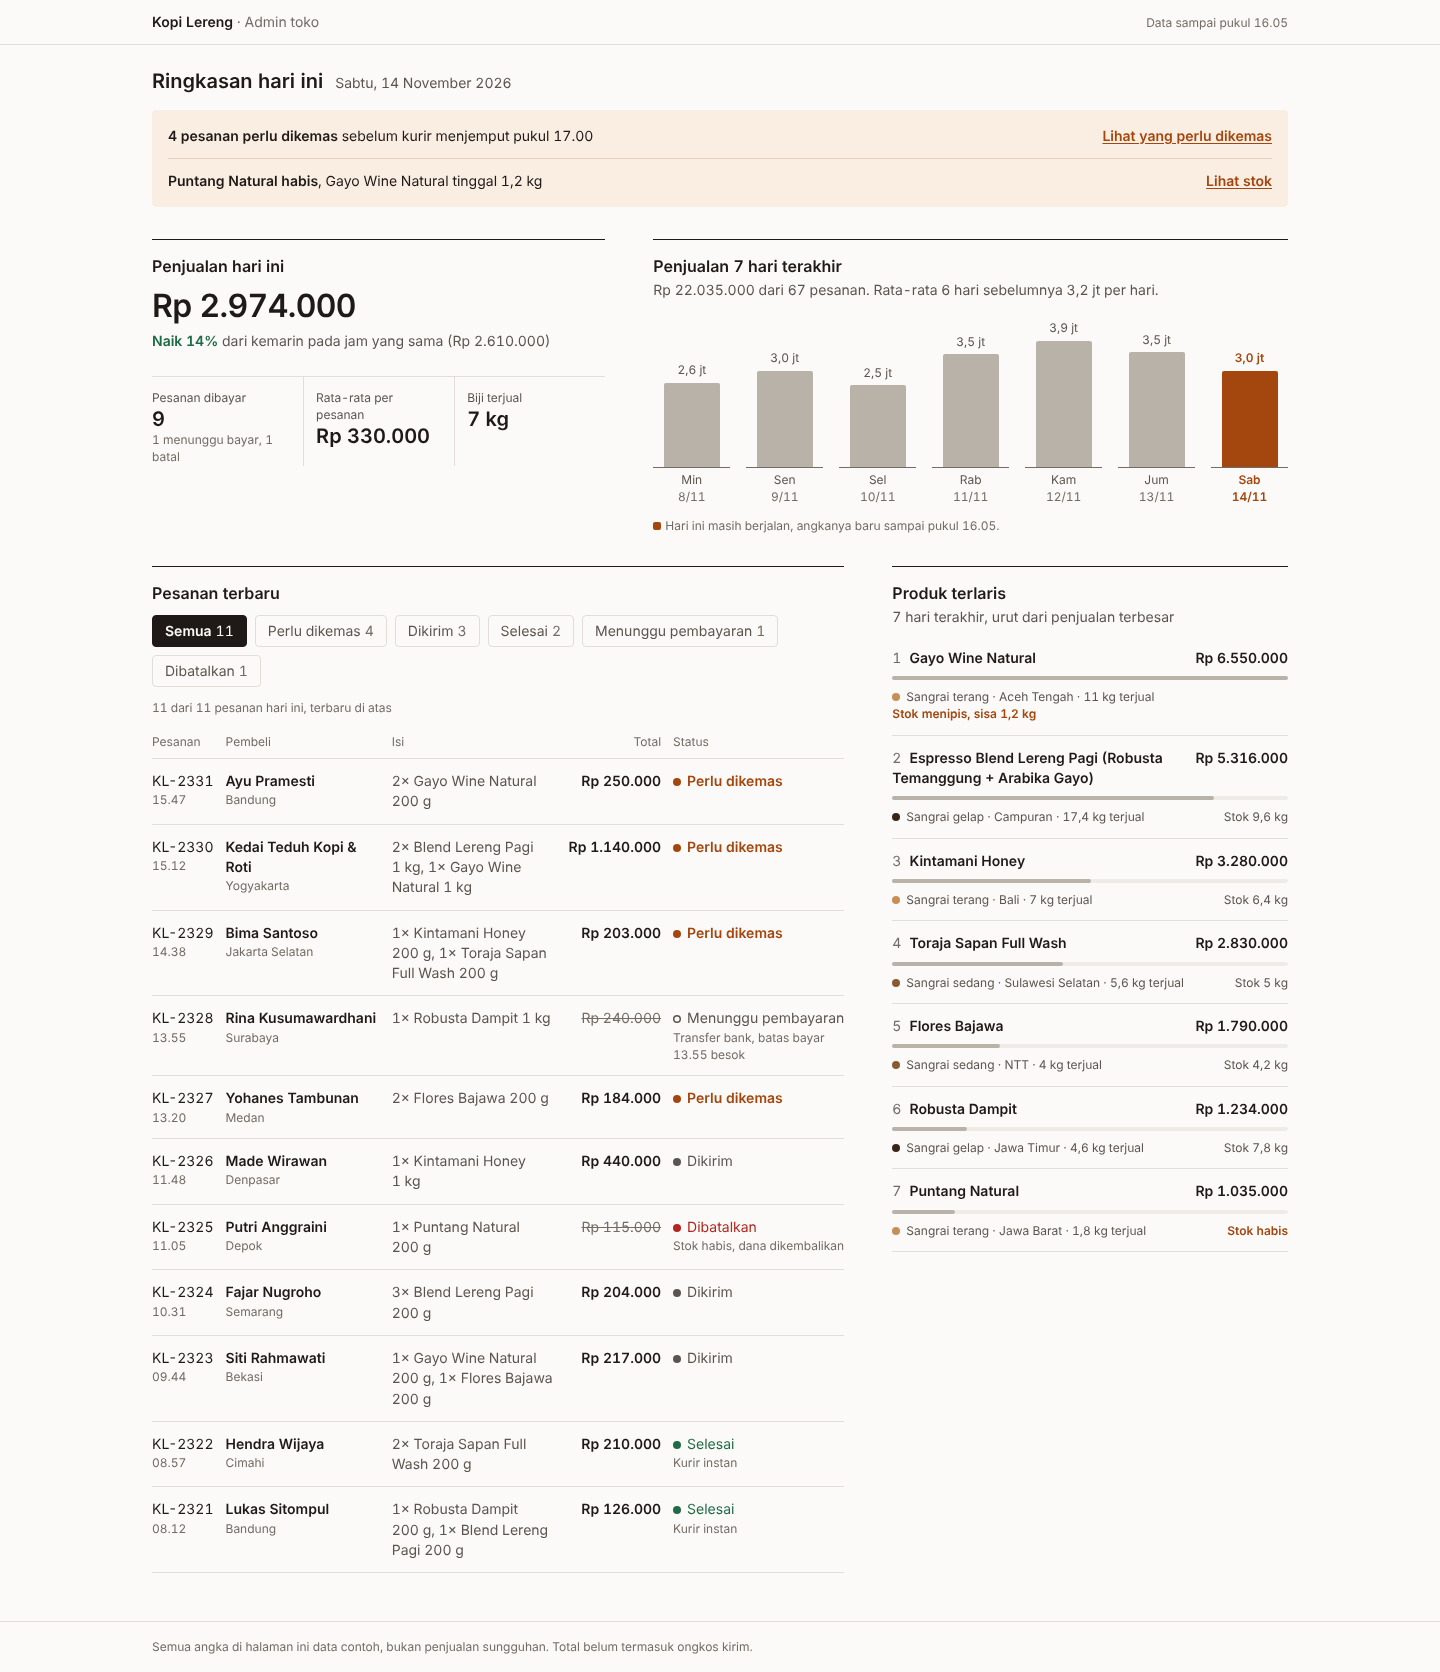 Kopi Lereng · Admin toko
Data sampai pukul 16.05
Ringkasan hari ini Sabtu, 14 November 2026
4 pesanan perlu dikemas sebelum kurir menjemput pukul 17.00
Lihat yang perlu dikemas
Puntang Natural habis, Gayo Wine Natural tinggal 1,2 kg
Lihat stok
Penjualan hari ini
Rp 2.974.000
Naik 14% dari kemarin pada jam yang sama (Rp 2.610.000)
Pesanan dibayar
9
1 menunggu bayar, 1
batal
Rata-rata per
pesanan
Rp 330.000
Biji terjual
7 kg
Penjualan 7 hari terakhir
Rp 22.035.000 dari 67 pesanan. Rata-rata 6 hari sebelumnya 3,2 jt per hari.
2,6 jt
3,0 jt
2,5 jt
3,5 jt
3,9 jt
3,5 jt
3,0 jt
Min
8/11
Sen
9/11
Sel
10/11
Rab
11/11
Kam
12/11
Jum
13/11
Sab
14/11
Hari ini masih berjalan, angkanya baru sampai pukul 16.05.
Pesanan terbaru
Semua 11
Perlu dikemas 4
Dikirim 3
Selesai 2
Menunggu pembayaran 1
Dibatalkan 1
11 dari 11 pesanan hari ini, terbaru di atas
Pesanan Pembeli Isi Total Status
KL-2331
15.47
Ayu Pramesti
Bandung
2× Gayo Wine Natural
200 g
Rp 250.000
Perlu dikemas
KL-2330
15.12
Kedai Teduh Kopi &
Roti
Yogyakarta
2× Blend Lereng Pagi
1 kg, 1× Gayo Wine
Natural 1 kg
Rp 1.140.000
Perlu dikemas
KL-2329
14.38
Bima Santoso
Jakarta Selatan
1× Kintamani Honey
200 g, 1× Toraja Sapan
Full Wash 200 g
Rp 203.000
Perlu dikemas
KL-2328
13.55
Rina Kusumawardhani
Surabaya
1× Robusta Dampit 1 kg
Rp 240.000
Menunggu pembayaran
Transfer bank, batas bayar
13.55 besok
KL-2327
13.20
Yohanes Tambunan
Medan
2× Flores Bajawa 200 g
Rp 184.000
Perlu dikemas
KL-2326
11.48
Made Wirawan
Denpasar
1× Kintamani Honey
1 kg
Rp 440.000
Dikirim
KL-2325
11.05
Putri Anggraini
Depok
1× Puntang Natural
200 g
Rp 115.000
Dibatalkan
Stok habis, dana dikembalikan
KL-2324
10.31
Fajar Nugroho
Semarang
3× Blend Lereng Pagi
200 g
Rp 204.000
Dikirim
KL-2323
09.44
Siti Rahmawati
Bekasi
1× Gayo Wine Natural
200 g, 1× Flores Bajawa
200 g
Rp 217.000
Dikirim
KL-2322
08.57
Hendra Wijaya
Cimahi
2× Toraja Sapan Full
Wash 200 g
Rp 210.000
Selesai
Kurir instan
KL-2321
08.12
Lukas Sitompul
Bandung
1× Robusta Dampit
200 g, 1× Blend Lereng
Pagi 200 g
Rp 126.000
Selesai
Kurir instan
Produk terlaris
7 hari terakhir, urut dari penjualan terbesar
1 Gayo Wine Natural Rp 6.550.000
Sangrai terang · Aceh Tengah · 11 kg terjual
Stok menipis, sisa 1,2 kg
2 Espresso Blend Lereng Pagi (Robusta
Temanggung + Arabika Gayo)
Rp 5.316.000
Sangrai gelap · Campuran · 17,4 kg terjual Stok 9,6 kg
3 Kintamani Honey Rp 3.280.000
Sangrai terang · Bali · 7 kg terjual Stok 6,4 kg
4 Toraja Sapan Full Wash Rp 2.830.000
Sangrai sedang · Sulawesi Selatan · 5,6 kg terjual Stok 5 kg
5 Flores Bajawa Rp 1.790.000
Sangrai sedang · NTT · 4 kg terjual Stok 4,2 kg
6 Robusta Dampit Rp 1.234.000
Sangrai gelap · Jawa Timur · 4,6 kg terjual Stok 7,8 kg
7 Puntang Natural Rp 1.035.000
Sangrai terang · Jawa Barat · 1,8 kg terjual Stok habis
Semua angka di halaman ini data contoh, bukan penjualan sungguhan. Total belum termasuk ongkos kirim.